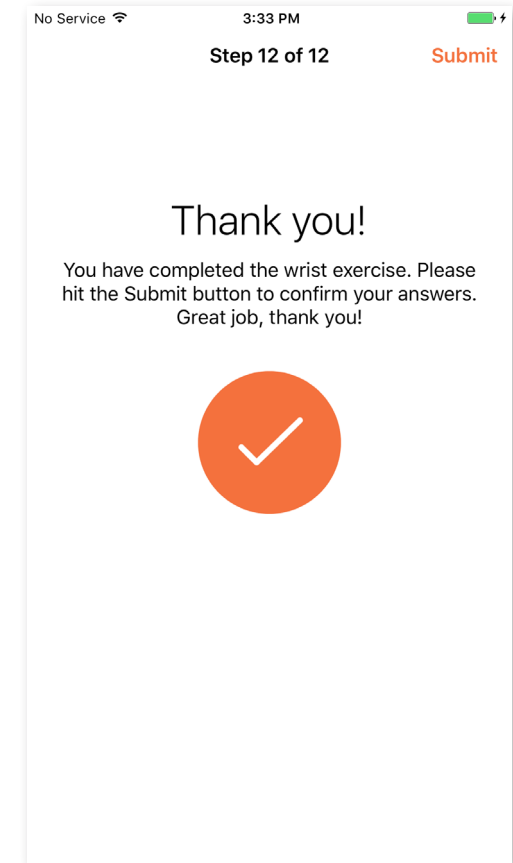 No Service 3:33 PM
Step 12 of 12 Submit
Thank you!
You have completed the wrist exercise. Please
hit the Submit button to confirm your answers.
Great job, thank you!